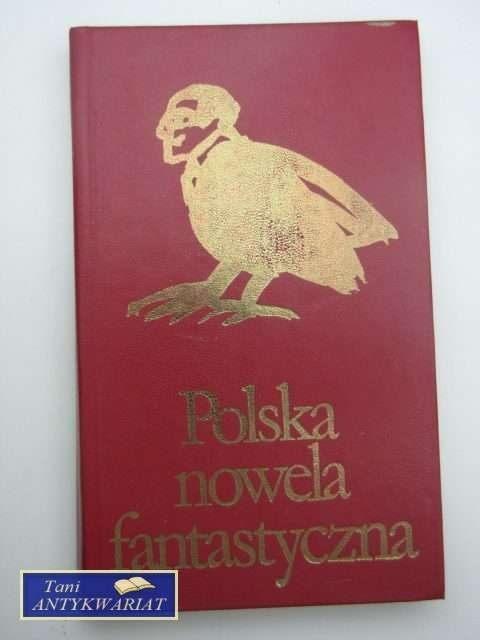 Polska
nowela
fantastyczna
Tani
ANTYKWARIAT